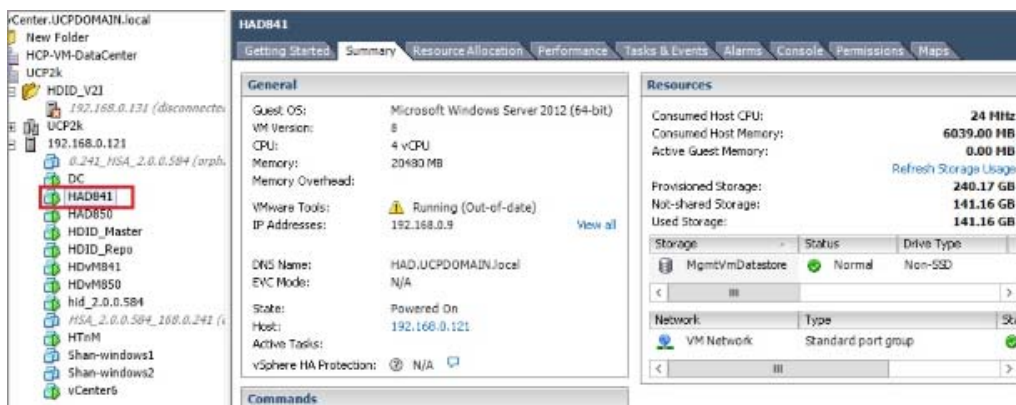 vCenter.UCPDOMAIN.local
New Folder
HCP-VM-DataCenter
UCP2k
HDID_V2I
192.168.0.131 (disconnected
UCP2k
192.168.0.121
0.241_HSA_2.0.0.584 (orph.
DC
HAD841
HAD850
HDID_Master
HDID_Repo
HDvM841
HDvM850
hid_2.0.0.584
HSA_2.0.0.584_168.0.241 (
HTnM
Shan-windows1
Shan-windows2
vCenter6
HAD841
Getting Started Summary Resource Allocation Performance Tasks & Events Alarms Console Permissions Maps
General
Guest OS: Microsoft Windows Server 2012 (64-bit)
VM Version: 8
CPU: 4 vCPU
Memory: 20480 MB
Memory Overhead:
VMware Tools: Running (Out-of-date)
IP Addresses: 192.168.0.9 View all
DNS Name: HAD.UCPDOMAIN.local
EVC Mode: N/A
State: Powered On
Host: 192.168.0.121
Active Tasks:
vSphere HA Protection: N/A
Commands
Resources
Consumed Host CPU: 24 MHz
Consumed Host Memory: 6039.00 MB
Active Guest Memory: 0.00 MB
Refresh Storage Usage
Provisioned Storage: 240.17 GB
Not-shared Storage: 141.16 GB
Used Storage: 141.16 GB
Storage Status Drive Type
MgmtVmDatastore Normal Non-SSD
Network Type Sta
VM Network Standard port group